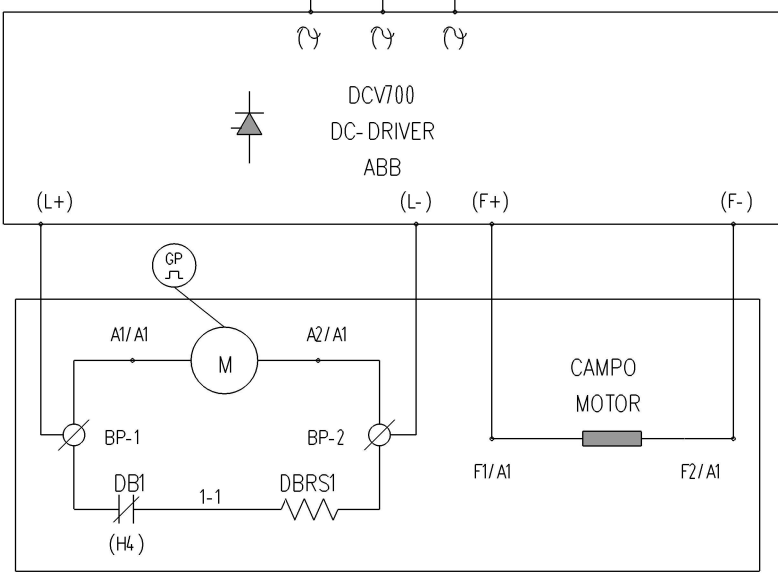 DCV700
DC-DRIVER
ABB
(L+)
(L-)
(F+)
(F-)
GP
A1/A1
A2/A1
M
CAMPO
MOTOR
BP-1
BP-2
F1/A1
F2/A1
DB1
1-1
DBRS1
(H4)